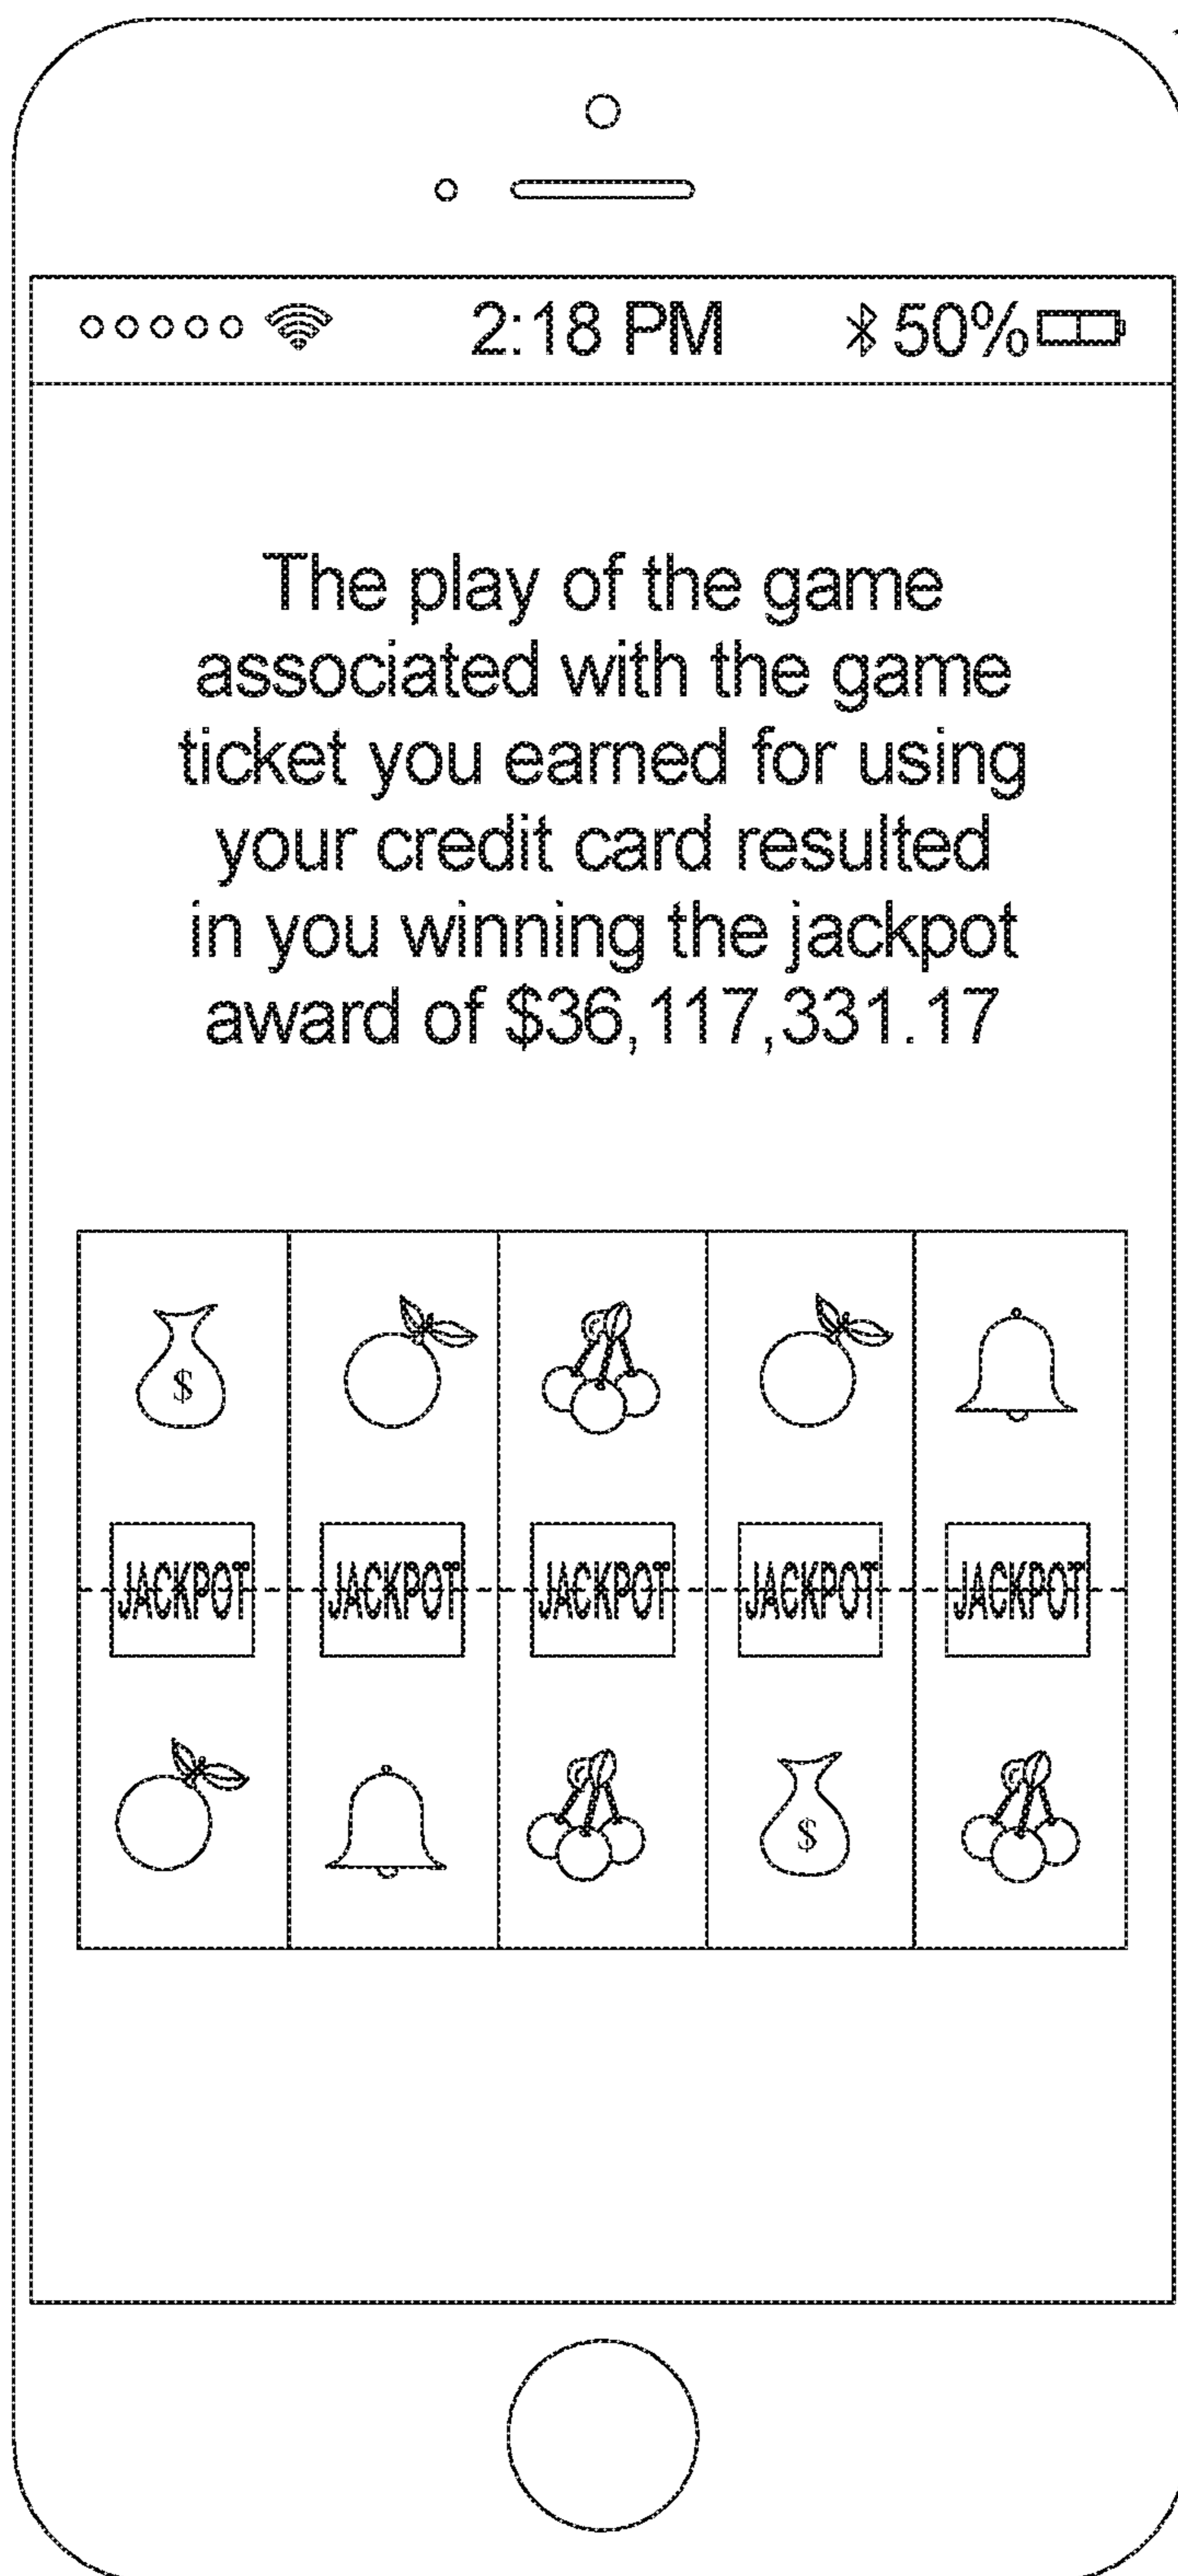 2:18 PM 50%
The play of the game
associated with the game
ticket you earned for using
your credit card resulted
in you winning the jackpot
award of $36,117,331.17
$
JACKPOT JACKPOT JACKPOT JACKPOT JACKPOT
$